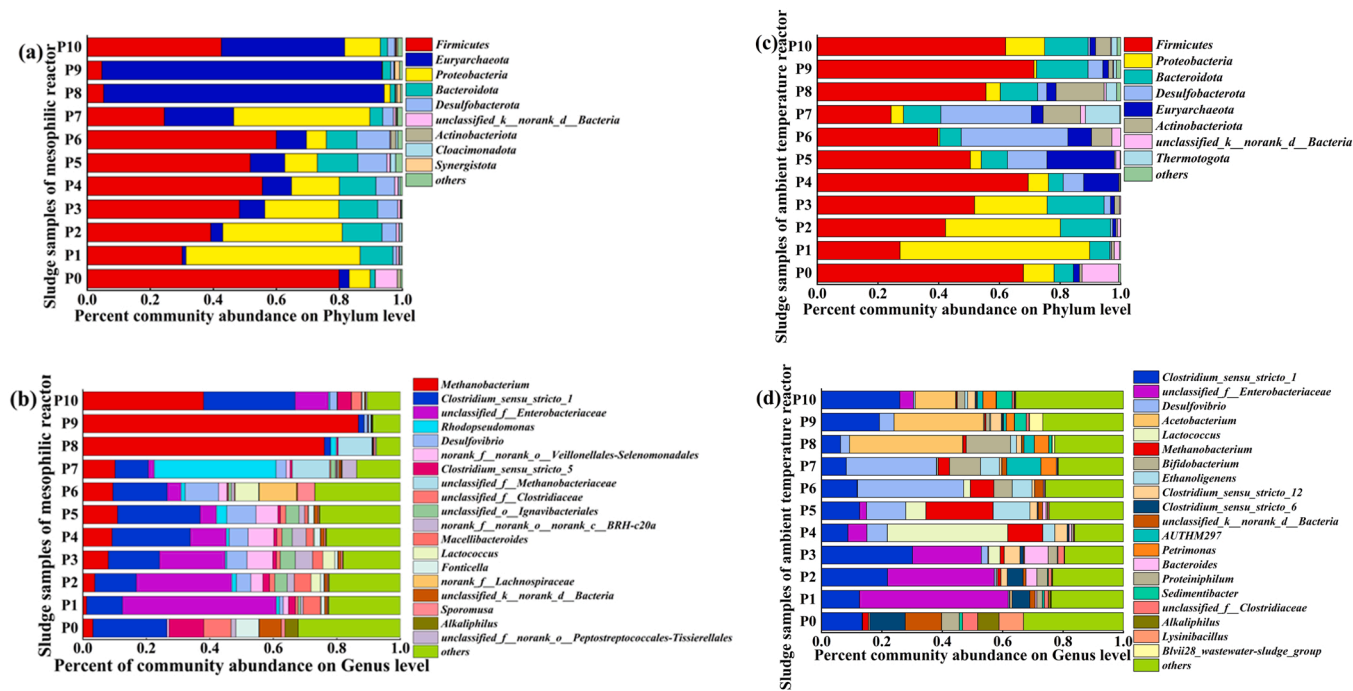 (a)
Sludge samples of mesophilic reactor
P10
P9
P8
P7
P6
P5
P4
P3
P2
P1
P0
0.0 0.2 0.4 0.6 0.8 1.0
Percent community abundance on Phylum level
Firmicutes
Euryarchaeota
Proteobacteria
Bacteroidota
Desulfobacterota
unclassified_k__norank_d__Bacteria
Actinobacteriota
Cloacimonadota
Synergistota
others
(c)
Sludge samples of ambient temperature reactor
P10
P9
P8
P7
P6
P5
P4
P3
P2
P1
P0
0.0 0.2 0.4 0.6 0.8 1.0
Percent community abundance on Phylum level
Firmicutes
Proteobacteria
Bacteroidota
Desulfobacterota
Euryarchaeota
Actinobacteriota
unclassified_k__norank_d__Bacteria
Thermotogota
others
(b)
Sludge samples of mesophilic reactor
P10
P9
P8
P7
P6
P5
P4
P3
P2
P1
P0
0.0 0.2 0.4 0.6 0.8 1.0
Percent of community abundance on Genus level
Methanobacterium
Clostridium_sensu_stricto_1
unclassified_f__Enterobacteriaceae
Rhodopseudomonas
Desulfovibrio
norank_f__norank_o__Veillonellales-Selenomonadales
Clostridium_sensu_stricto_5
unclassified_f__Methanobacteriaceae
unclassified_f__Clostridiaceae
unclassified_o__Ignavibacteriales
norank_f__norank_o__norank_c__BRH-c20a
Macellibacteroides
Lactococcus
Fonticella
norank_f__Lachnospiraceae
unclassified_k__norank_d__Bacteria
Sporomusa
Alkaliphilus
unclassified_f__norank_o__Peptostreptococcales-Tissierellales
others
(d)
Sludge samples of ambient temperature reactor
P10
P9
P8
P7
P6
P5
P4
P3
P2
P1
P0
0.0 0.2 0.4 0.6 0.8 1.0
Percent community abundance on Genus level
Clostridium_sensu_stricto_1
unclassified_f__Enterobacteriaceae
Desulfovibrio
Acetobacterium
Lactococcus
Methanobacterium
Bifidobacterium
Ethanoligenens
Clostridium_sensu_stricto_12
Clostridium_sensu_stricto_6
unclassified_k__norank_d__Bacteria
AUTHM297
Petrimonas
Bacteroides
Proteiniphilum
Sedimentibacter
unclassified_f__Clostridiaceae
Alkaliphilus
Lysinibacillus
Blvii28_wastewater-sludge_group
others